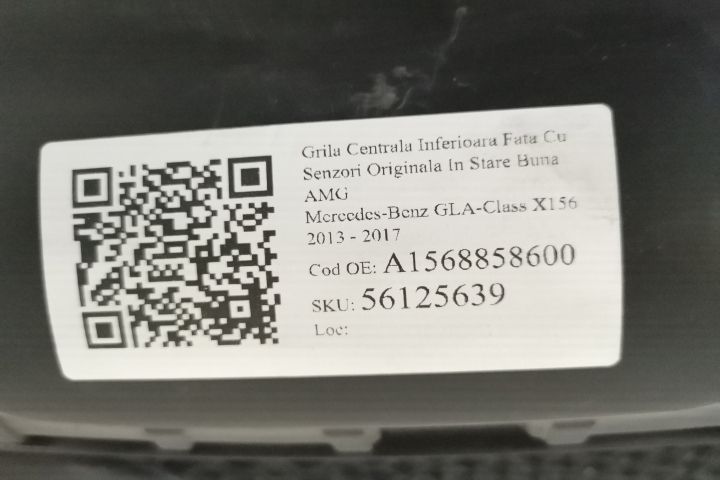 Grila Centrala Inferioara Fata Cu
Senzori Originala In Stare Buna
AMG
Mercedes-Benz GLA-Class X156
2013 - 2017
Cod OE: A1568858600
SKU: 56125639
Loc: